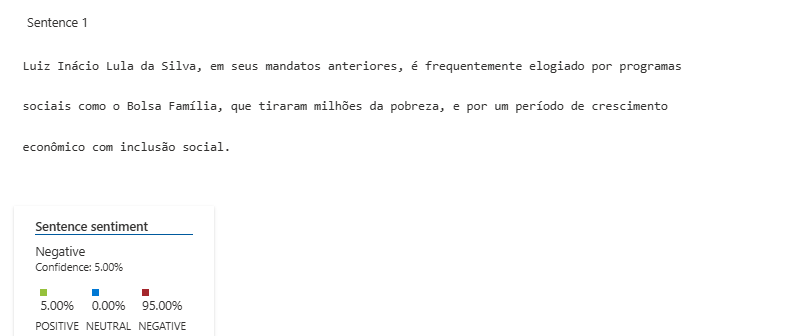 Sentence 1
Luiz Inácio Lula da Silva, em seus mandatos anteriores, é frequentemente elogiado por programas
sociais como o Bolsa Família, que tiraram milhões da pobreza, e por um período de crescimento
econômico com inclusão social.
Sentence sentiment
Negative
Confidence: 5.00%
5.00% 0.00% 95.00%
POSITIVE NEUTRAL NEGATIVE